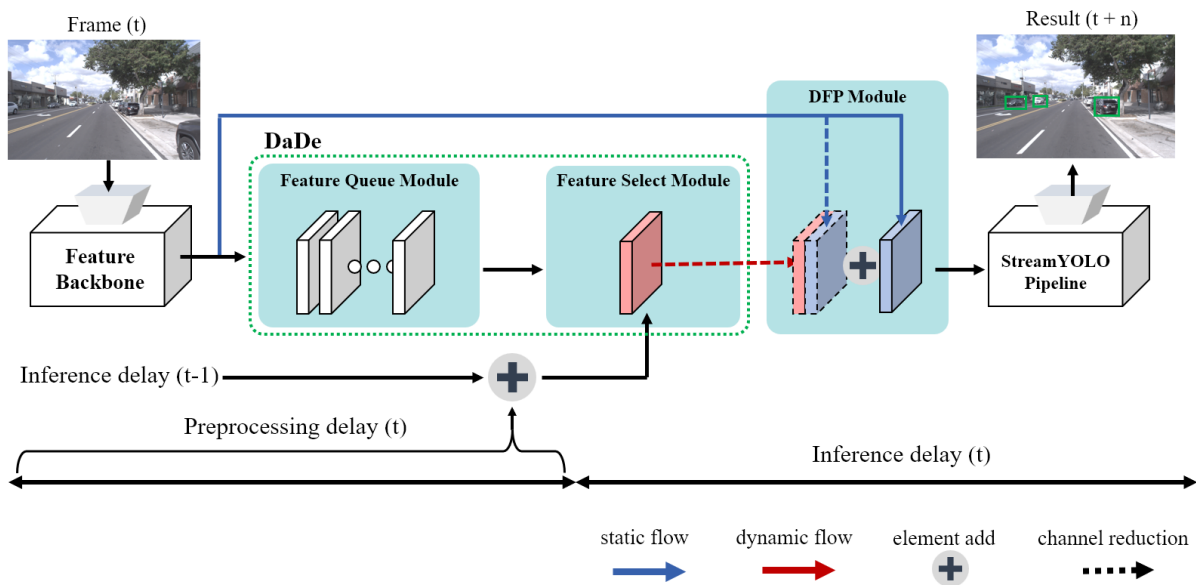 Frame (t)
Result (t + n)
DFP Module
DaDe
Feature Queue Module
Feature Select Module
Feature
Backbone
StreamYOLO
Pipeline
Inference delay (t-1)
Preprocessing delay (t)
Inference delay (t)
static flow
dynamic flow
element add
channel reduction